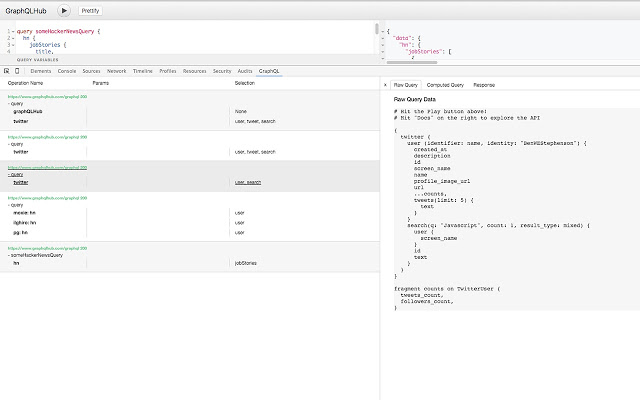 GraphiQLHub
Prettify
1 query someHackerNewsQuery {
2 hn {
3 jobStories {
4 title,
QUERY VARIABLES
{
"data": {
"hn": {
"jobStories": [
{
Elements Console Sources Network Timeline Profiles Resources Security Audits GraphQL
Operation Name Params Selection
https://www.graphqlhub.com/graphql 200
- query
graphQLHub None
twitter user, tweet, search
https://www.graphqlhub.com/graphql 200
- query
twitter user, tweet, search
https://www.graphqlhub.com/graphql 200
- query
twitter user, search
https://www.graphqlhub.com/graphql 200
- query
moxie: hn user
user
pg: hn user
https://www.graphqlhub.com/graphql 200
- someHackerNewsQuery
hn jobStories
x Raw Query Computed Query Response
Raw Query Data
# Hit the Play button above!
# Hit "Docs" on the right to explore the API
{
twitter {
user (identifier: name, identity: "BenWEStephenson") {
created_at
description
id
screen_name
name
profile_image_url
url
...counts,
tweets(limit: 5) {
text
}
}
search(q: "Javascript", count: 1, result_type: mixed) {
user {
screen_name
}
id
text
}
}
}
fragment counts on TwitterUser {
tweets_count,
followers_count,
}